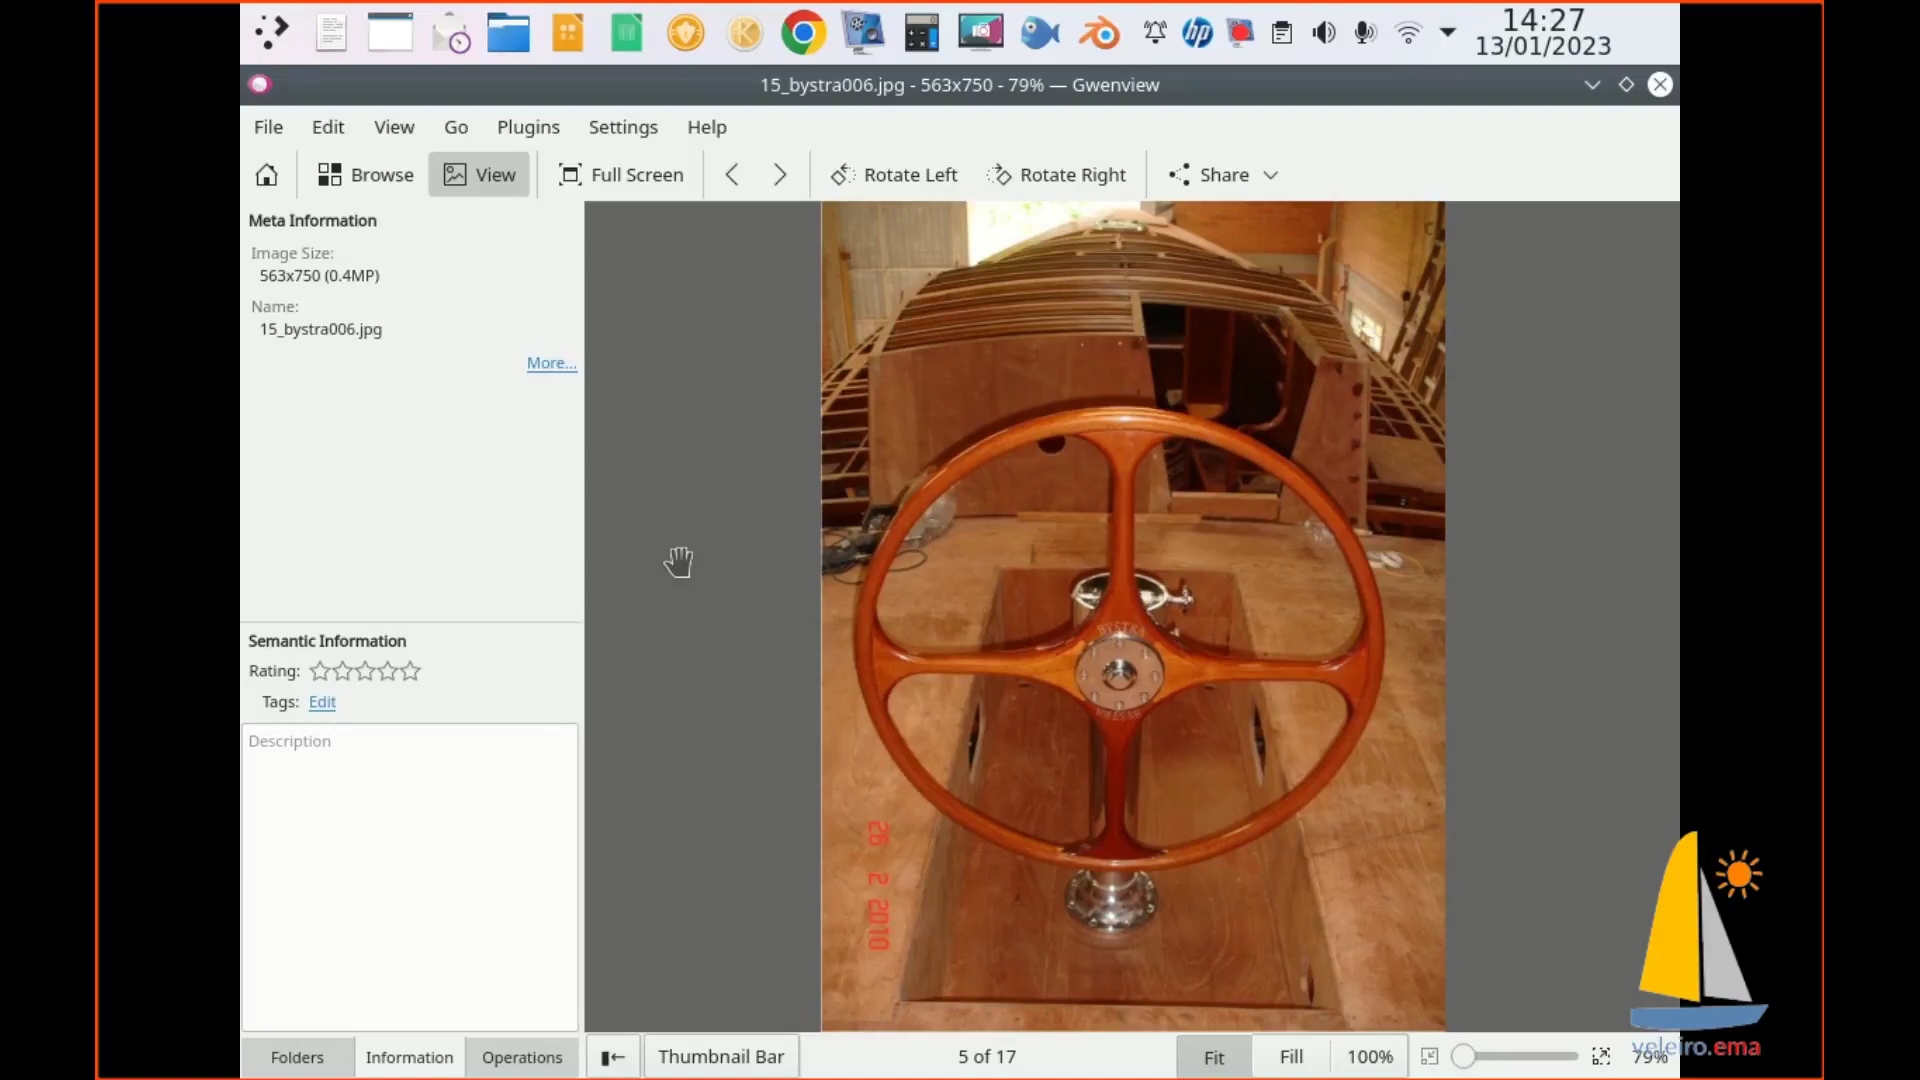 14:27
13/01/2023
15_bystra006.jpg - 563x750 - 79% — Gwenview
File Edit View Go Plugins Settings Help
Browse View Full Screen Rotate Left Rotate Right Share
Meta Information
Image Size:
563x750 (0.4MP)
Name:
15_bystra006.jpg
More...
Semantic Information
Rating:
Tags: Edit
Description
BYSTRA
28 2 2010
Folders Information Operations Thumbnail Bar 5 of 17 Fit Fill 100% 79%
veleiro.ema
hp